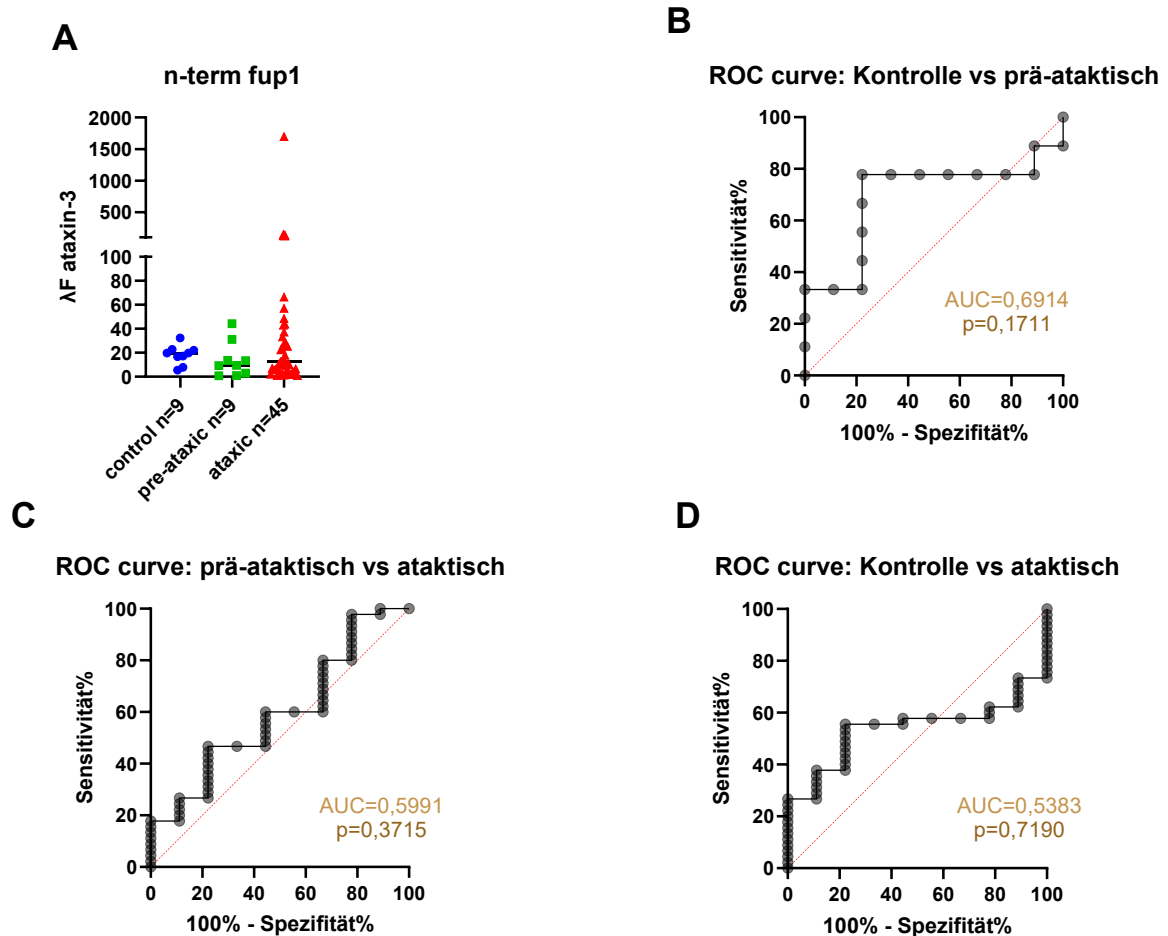 A
n-term fup1
λF ataxin-3
2000
1500
1000
500
100
80
60
40
20
0
control n=9
pre-ataxic n=9
ataxic n=45
B
ROC curve: Kontrolle vs prä-ataktisch
Sensitivität%
100
80
60
40
20
0
AUC=0,6914
p=0,1711
0 20 40 60 80 100
100% - Spezifität%
C
ROC curve: prä-ataktisch vs ataktisch
Sensitivität%
100
80
60
40
20
0
AUC=0,5991
p=0,3715
0 20 40 60 80 100
100% - Spezifität%
D
ROC curve: Kontrolle vs ataktisch
Sensitivität%
100
80
60
40
20
0
AUC=0,5383
p=0,7190
0 20 40 60 80 100
100% - Spezifität%